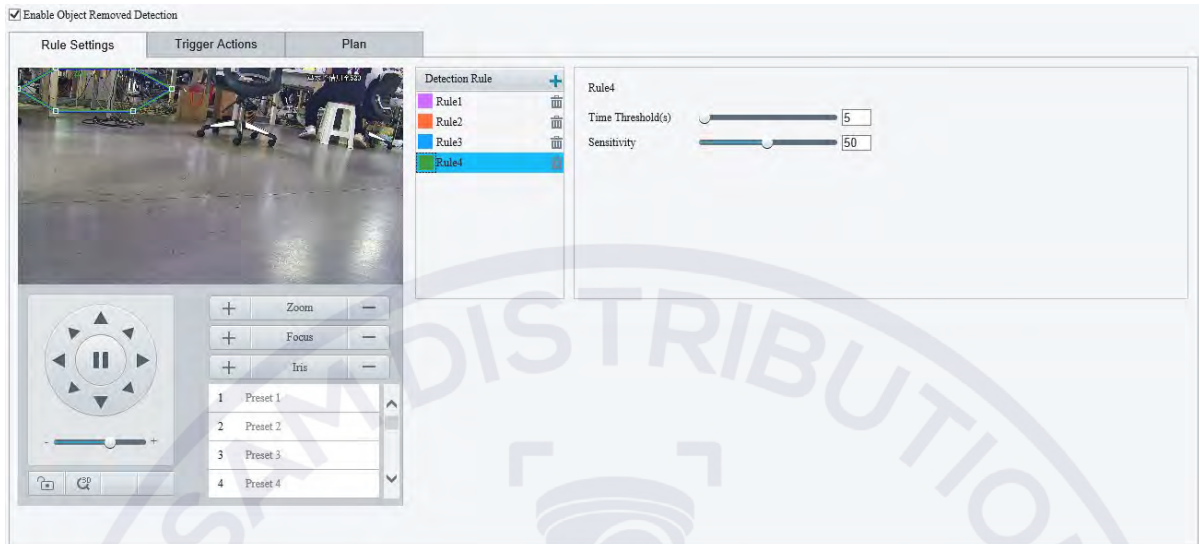 Enable Object Removed Detection
Rule Settings
Trigger Actions
Plan
Detection Rule
Rule1
Rule2
Rule3
Rule4
Rule4
Time Threshold(s)
5
Sensitivity
50
+ Zoom —
+ Focus —
+ Iris —
1 Preset 1
2 Preset 2
3 Preset 3
4 Preset 4
- +
3D
SAMDISTRIBUTION